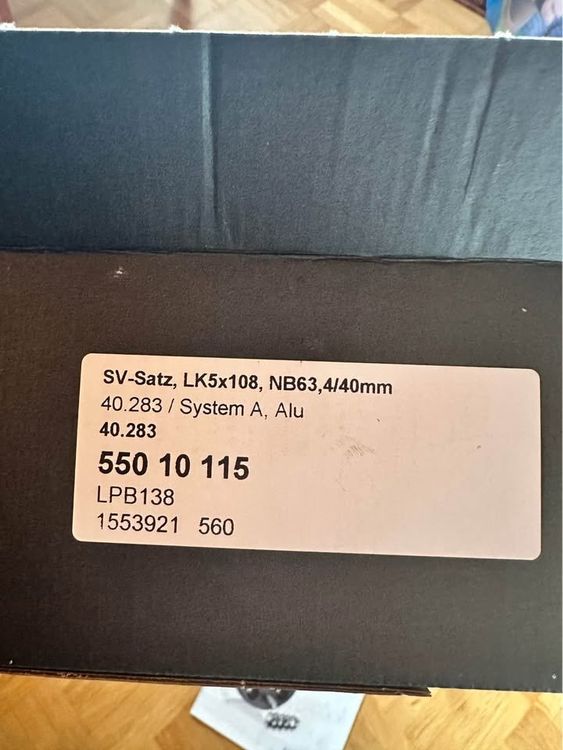 SV-Satz, LK5x108, NB63,4/40mm
40.283 / System A, Alu
40.283
550 10 115
LPB138
1553921 560